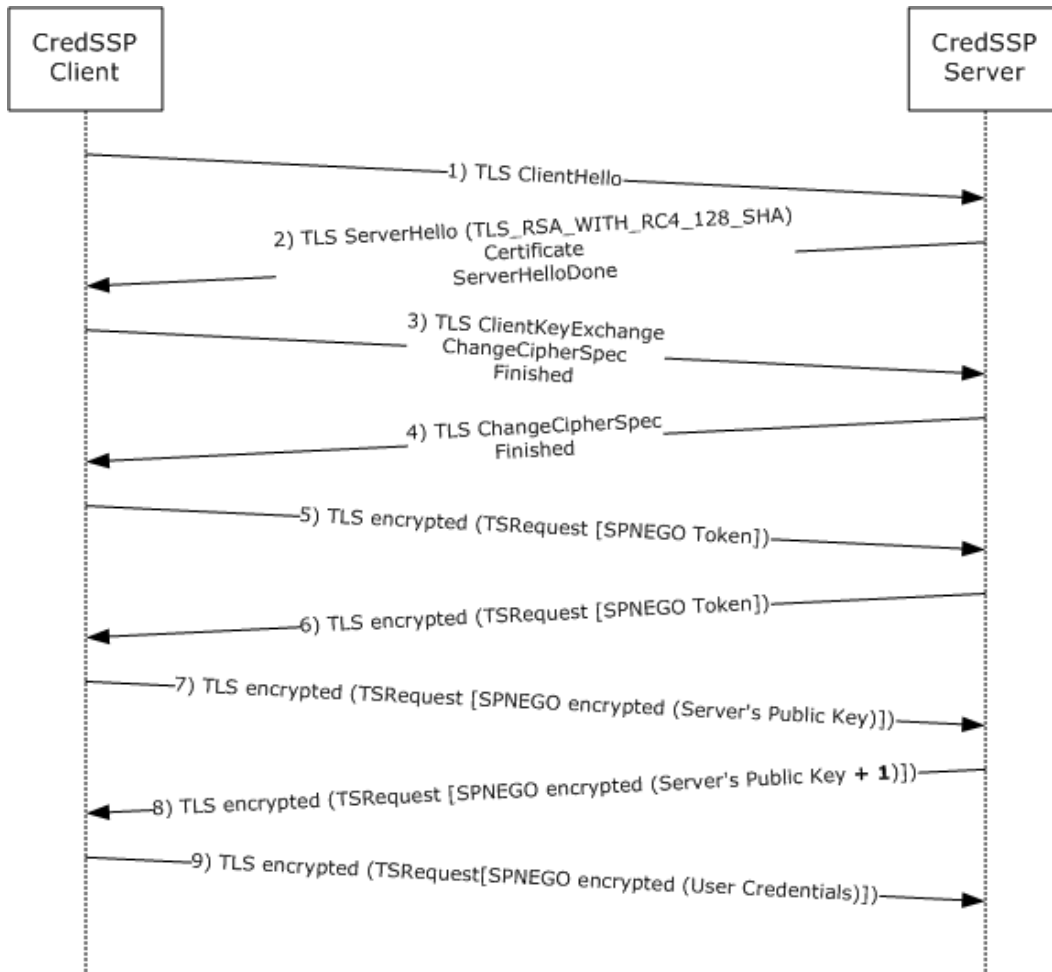 CredSSP
Client
CredSSP
Server
1) TLS ClientHello
2) TLS ServerHello (TLS_RSA_WITH_RC4_128_SHA)
Certificate
ServerHelloDone
3) TLS ClientKeyExchange
ChangeCipherSpec
Finished
4) TLS ChangeCipherSpec
Finished
5) TLS encrypted (TSRequest [SPNEGO Token])
6) TLS encrypted (TSRequest [SPNEGO Token])
7) TLS encrypted (TSRequest [SPNEGO encrypted (Server's Public Key)])
8) TLS encrypted (TSRequest [SPNEGO encrypted (Server's Public Key + 1)])
9) TLS encrypted (TSRequest[SPNEGO encrypted (User Credentials)])